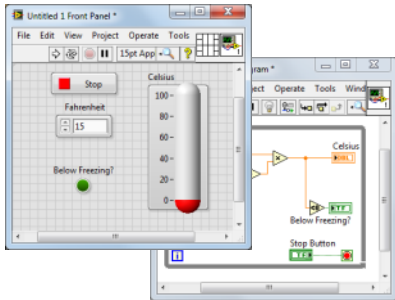 Untitled 1 Front Panel *
File Edit View Project Operate Tools
15pt App
Stop
Fahrenheit
15
Below Freezing?
Celsius
100
80
60
40
20
0
gram *
ect Operate Tools Wind
Celsius
DBL
TF
Below Freezing?
Stop Button
TF
i